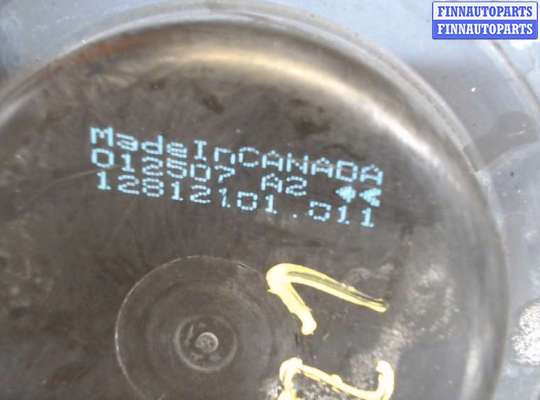 FINNAUTOPARTS
FINNAUTOPARTS
MadeInCANADA
012507 A2
12812101.011